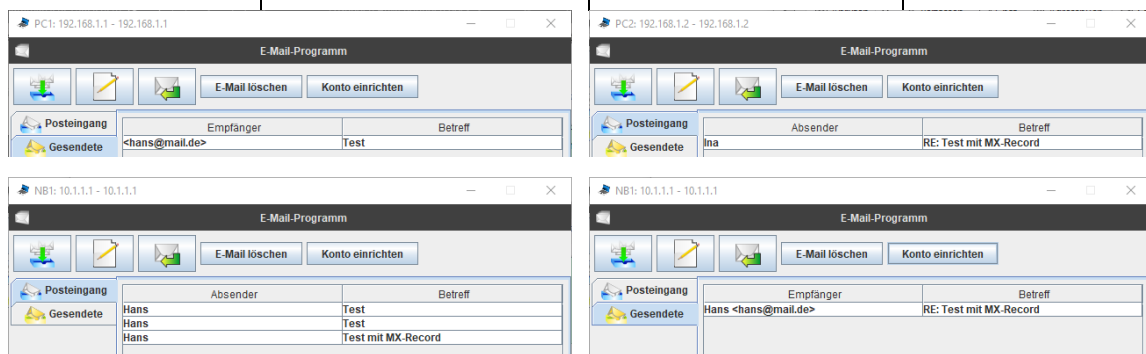 PC1: 192.168.1.1 - 192.168.1.1
E-Mail-Programm
E-Mail löschen Konto einrichten
Posteingang
Gesendete
Empfänger Betreff
<hans@mail.de> Test
PC2: 192.168.1.2 - 192.168.1.2
E-Mail-Programm
E-Mail löschen Konto einrichten
Posteingang
Gesendete
Absender Betreff
Ina RE: Test mit MX-Record
NB1: 10.1.1.1 - 10.1.1.1
E-Mail-Programm
E-Mail löschen Konto einrichten
Posteingang
Gesendete
Absender Betreff
Hans Test
Hans Test
Hans Test mit MX-Record
NB1: 10.1.1.1 - 10.1.1.1
E-Mail-Programm
E-Mail löschen Konto einrichten
Posteingang
Gesendete
Empfänger Betreff
Hans <hans@mail.de> RE: Test mit MX-Record